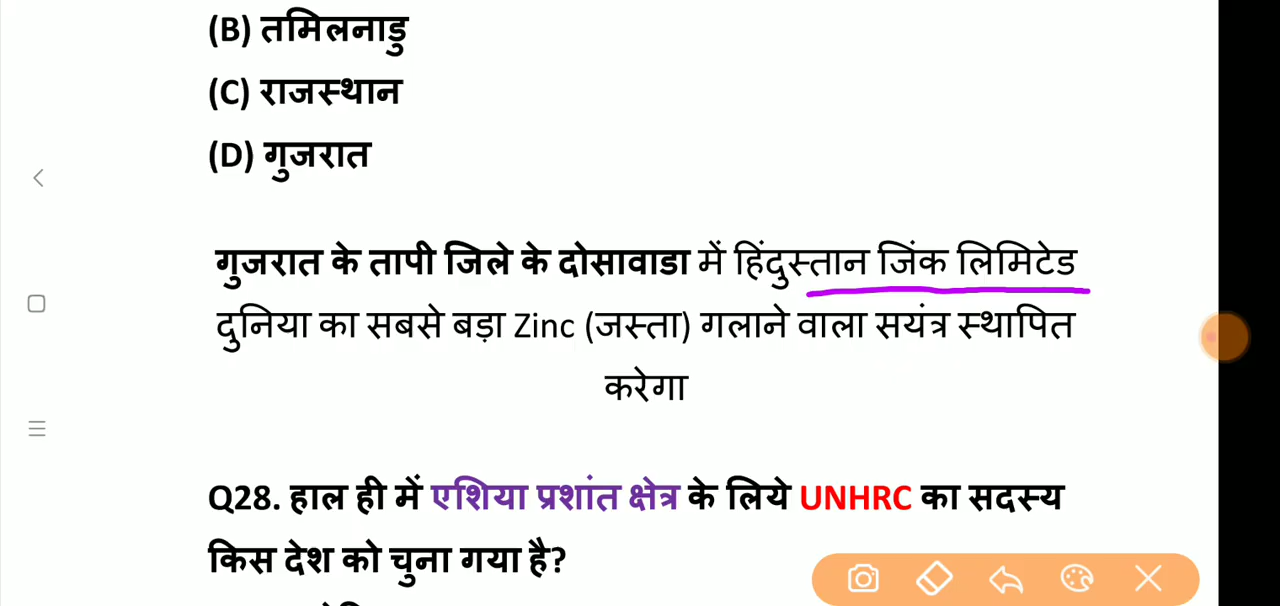 (B) तमिलनाडु
(C) राजस्थान
(D) गुजरात
गुजरात के तापी जिले के दोसावाडा में हिंदुस्तान जिंक लिमिटेड
दुनिया का सबसे बड़ा Zinc (जस्ता) गलाने वाला सयंत्र स्थापित
करेगा
Q28. हाल ही में एशिया प्रशांत क्षेत्र के लिये UNHRC का सदस्य
किस देश को चुना गया है?